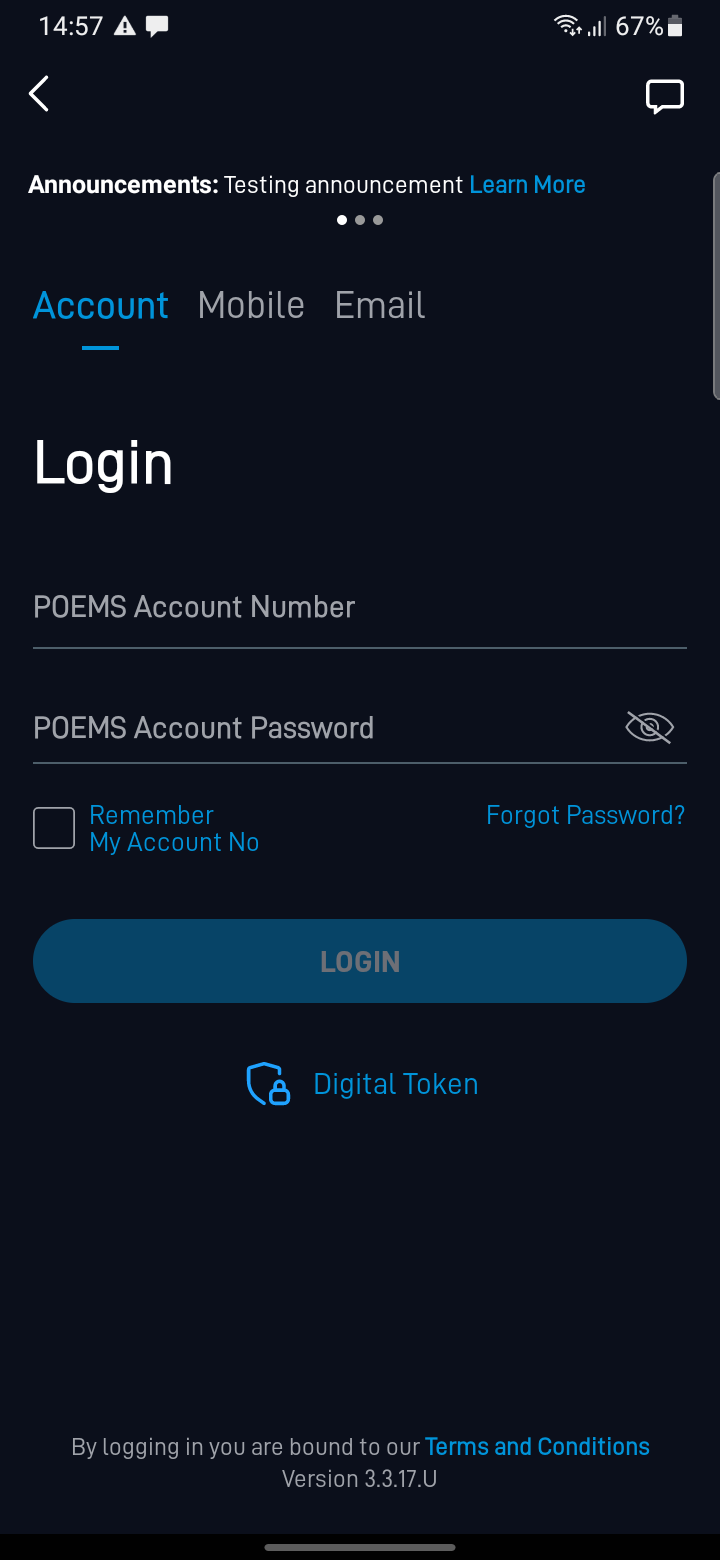 14:57
67%
Announcements: Testing announcement Learn More
Account Mobile Email
Login
POEMS Account Number
POEMS Account Password
Remember
My Account No
Forgot Password?
LOGIN
Digital Token
By logging in you are bound to our Terms and Conditions
Version 3.3.17.U